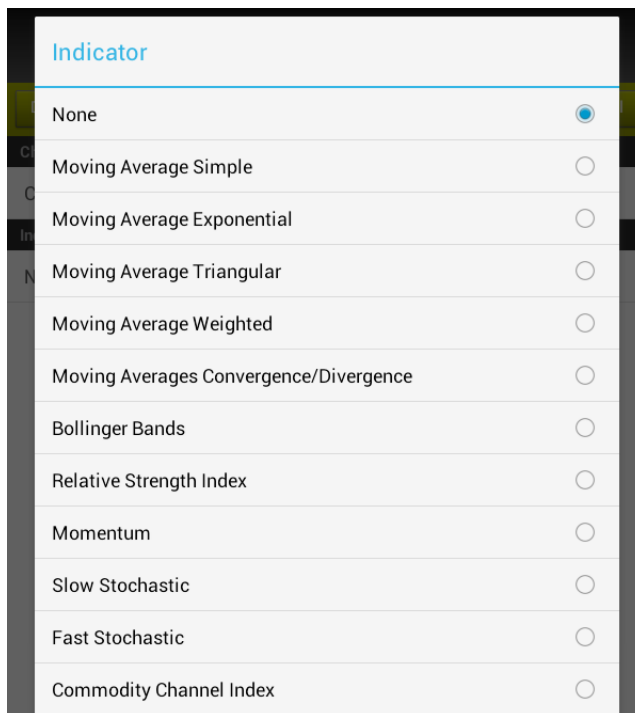 Indicator
None
Moving Average Simple
Moving Average Exponential
Moving Average Triangular
Moving Average Weighted
Moving Averages Convergence/Divergence
Bollinger Bands
Relative Strength Index
Momentum
Slow Stochastic
Fast Stochastic
Commodity Channel Index